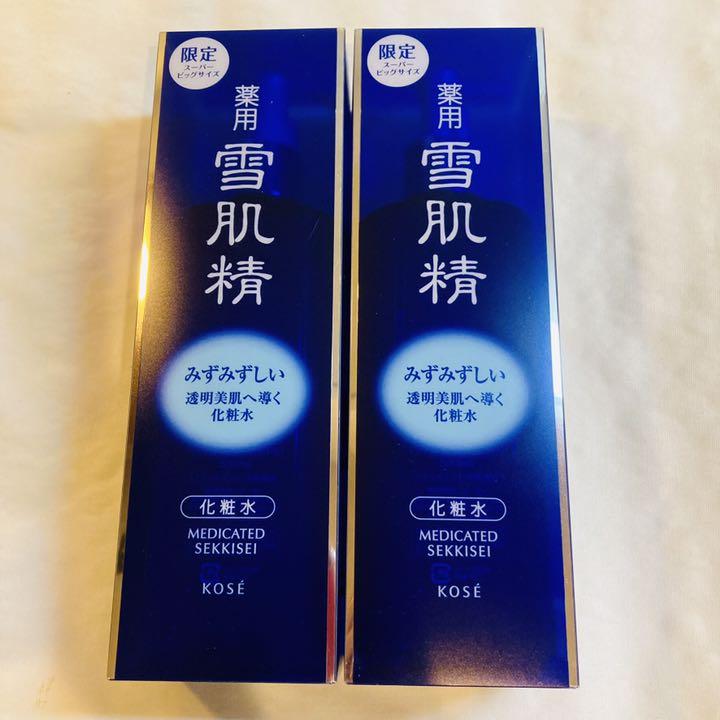 限定
スーパー
ビッグサイズ
薬用
雪肌精
みずみずしい
透明美肌へ導く
化粧水
化粧水
MEDICATED
SEKKISEI
KOSÉ
限定
スーパー
ビッグサイズ
薬用
雪肌精
みずみずしい
透明美肌へ導く
化粧水
化粧水
MEDICATED
SEKKISEI
KOSÉ